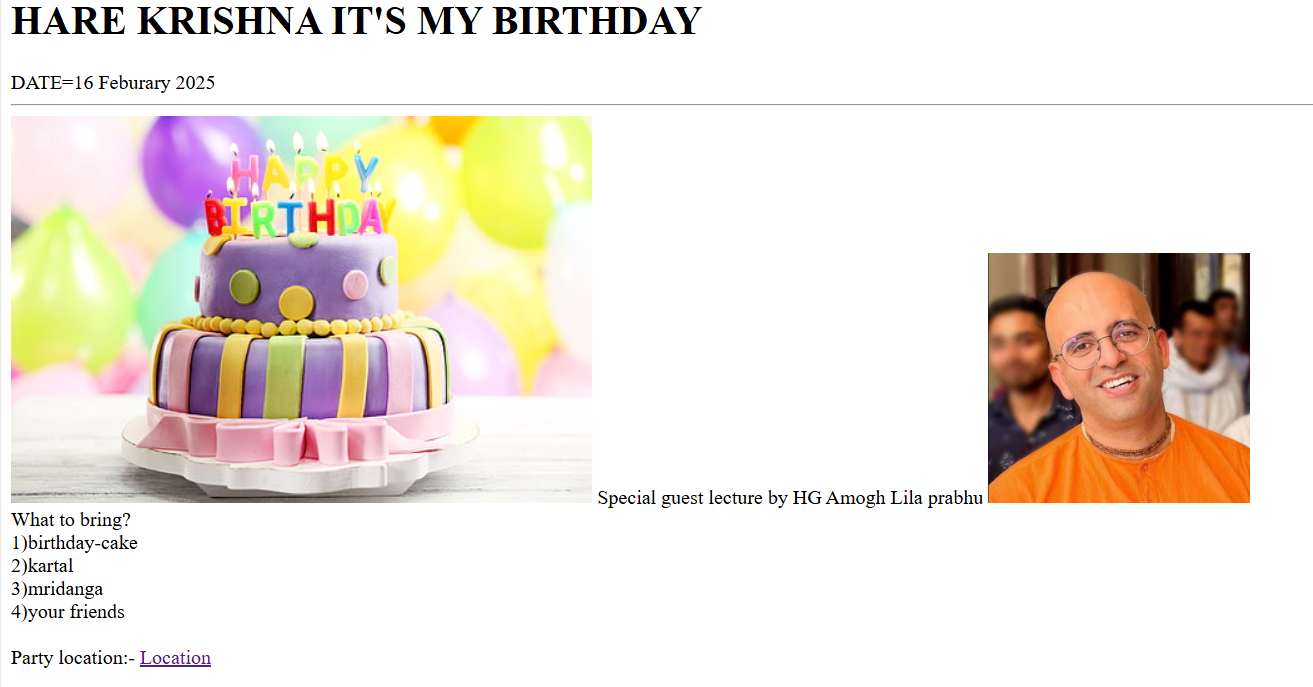 HARE KRISHNA IT'S MY BIRTHDAY
DATE=16 Feburary 2025
HAPPY
BIRTHDAY
Special guest lecture by HG Amogh Lila prabhu
What to bring?
1)birthday-cake
2)kartal
3)mridanga
4)your friends
Party location:- Location